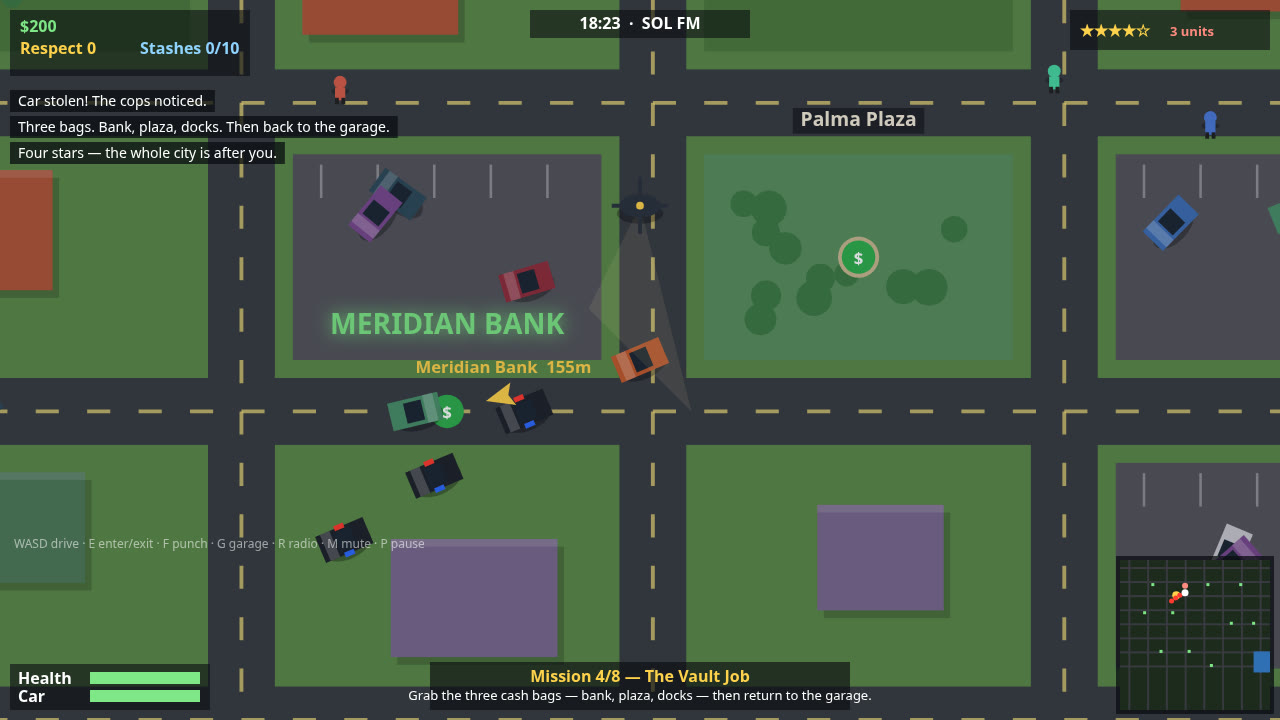 $200
Respect 0 Stashes 0/10
18:23 · SOL FM
★★★★☆ 3 units
Car stolen! The cops noticed.
Three bags. Bank, plaza, docks. Then back to the garage.
Four stars — the whole city is after you.
Palma Plaza
$
MERIDIAN BANK
Meridian Bank 155m
$
WASD drive · E enter/exit · F punch · G garage · R radio · M mute · P pause
Health
Car
Mission 4/8 — The Vault Job
Grab the three cash bags — bank, plaza, docks — then return to the garage.